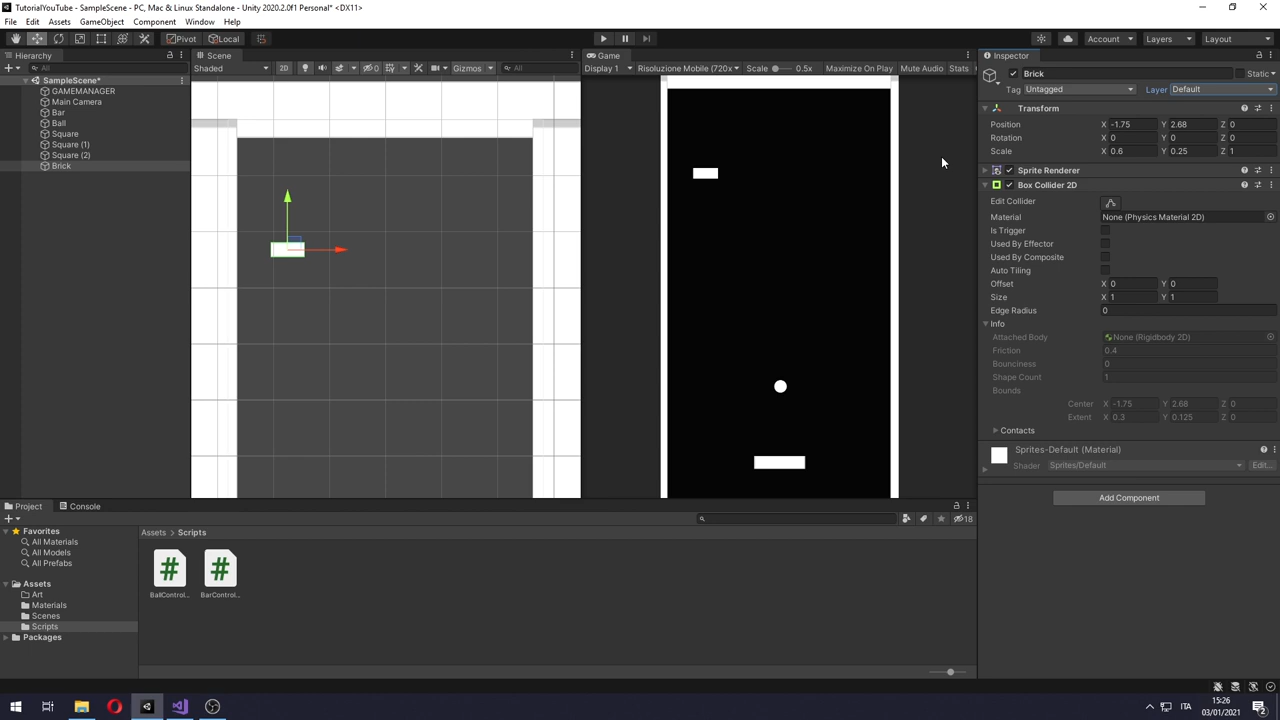 TutorialYouTube - SampleScene - PC, Mac & Linux Standalone - Unity 2020.2.0f1 Personal* <DX11>
File Edit Assets GameObject Component Window Help
Pivot Local Account Layers Layout
Hierarchy
All
SampleScene*
GAMEMANAGER
Main Camera
Bar
Ball
Square
Square (1)
Square (2)
Brick
Scene
Shaded 2D 0 Gizmos All
Game
Display 1 Risoluzione Mobile (720x Scale 0.5x Maximize On Play Mute Audio Stats
Inspector
Brick Static
Tag Untagged Layer Default
Transform
Position X -1.75 Y 2.68 Z 0
Rotation X 0 Y 0 Z 0
Scale X 0.6 Y 0.25 Z 1
Sprite Renderer
Box Collider 2D
Edit Collider
Material None (Physics Material 2D)
Is Trigger
Used By Effector
Used By Composite
Auto Tiling
Offset X 0 Y 0
Size X 1 Y 1
Edge Radius 0
Info
Attached Body None (Rigidbody 2D)
Friction 0.4
Bounciness 0
Shape Count 1
Bounds
Center X -1.75 Y 2.68 Z 0
Extent X 0.3 Y 0.125 Z 0
Contacts
Sprites-Default (Material)
Shader Sprites/Default Edit...
Add Component
Project Console
18
Favorites
All Materials
All Models
All Prefabs
Assets
Art
Materials
Scenes
Scripts
Packages
Assets > Scripts
BallControl... BarControl...
ITA
15:26
03/01/2021
2